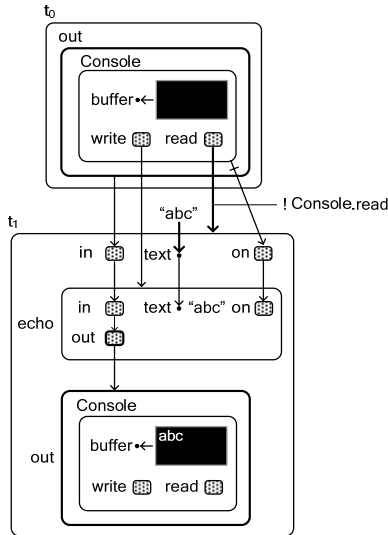 t0
out
Console
buffer
write read
! Console.read
“abc”
t1
in text on
echo
in text “abc” on
out
out
Console
buffer
abc
write read